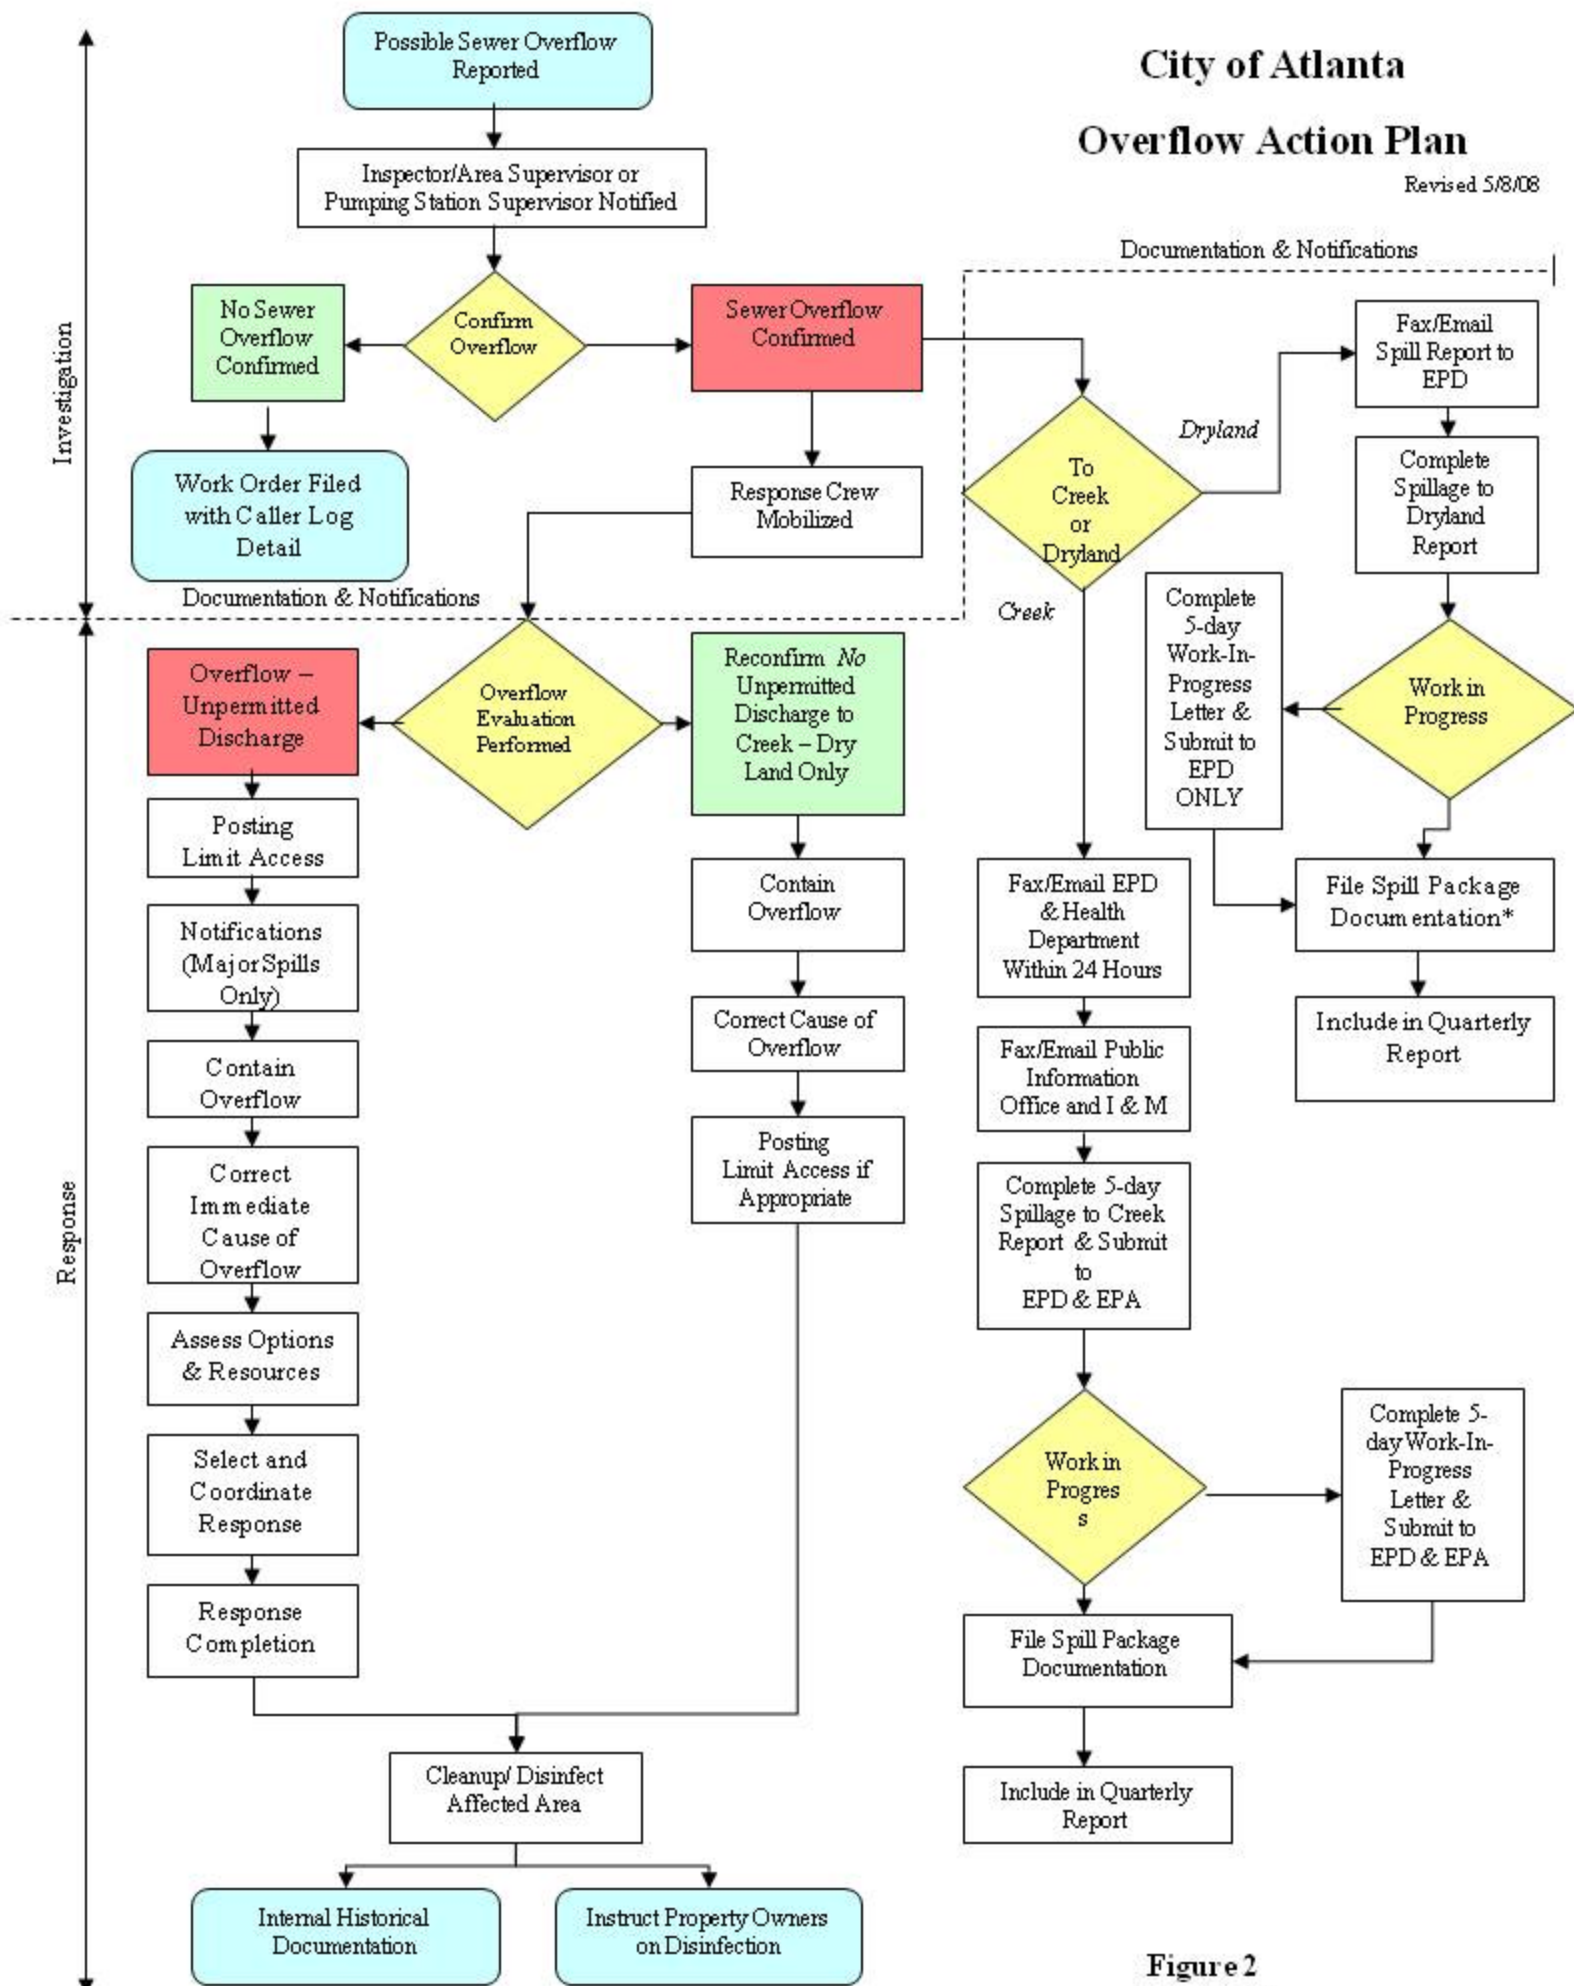 City of Atlanta
Overflow Action Plan
Revised 5/8/08
Possible Sewer Overflow
Reported
Inspector/Area Supervisor or
Pumping Station Supervisor Notified
Confirm
Overflow
No Sewer
Overflow
Confirmed
Work Order Filed
with Caller Log
Detail
Sewer Overflow
Confirmed
Response Crew
Mobilized
Investigation
Documentation & Notifications
Documentation & Notifications
To
Creek
or
Dryland
Dryland
Creek
Fax/Email
Spill Report to
EPD
Complete
Spillage to
Dryland
Report
Work in
Progress
Complete
5-day
Work-In-
Progress
Letter &
Submit to
EPD
ONLY
File Spill Package
Documentation*
Include in Quarterly
Report
Fax/Email EPD
& Health
Department
Within 24 Hours
Fax/Email Public
Information
Office and I & M
Complete 5-day
Spillage to Creek
Report & Submit
to
EPD & EPA
Work in
Progres
s
Complete 5-
day Work-In-
Progress
Letter &
Submit to
EPD & EPA
File Spill Package
Documentation
Include in Quarterly
Report
Response
Overflow
Evaluation
Performed
Overflow –
Unpermitted
Discharge
Posting
Limit Access
Notifications
(Major Spills
Only)
Contain
Overflow
Correct
Immediate
Cause of
Overflow
Assess Options
& Resources
Select and
Coordinate
Response
Response
Completion
Reconfirm No
Unpermitted
Discharge to
Creek – Dry
Land Only
Contain
Overflow
Correct Cause of
Overflow
Posting
Limit Access if
Appropriate
Cleanup/ Disinfect
Affected Area
Internal Historical
Documentation
Instruct Property Owners
on Disinfection
Figure 2